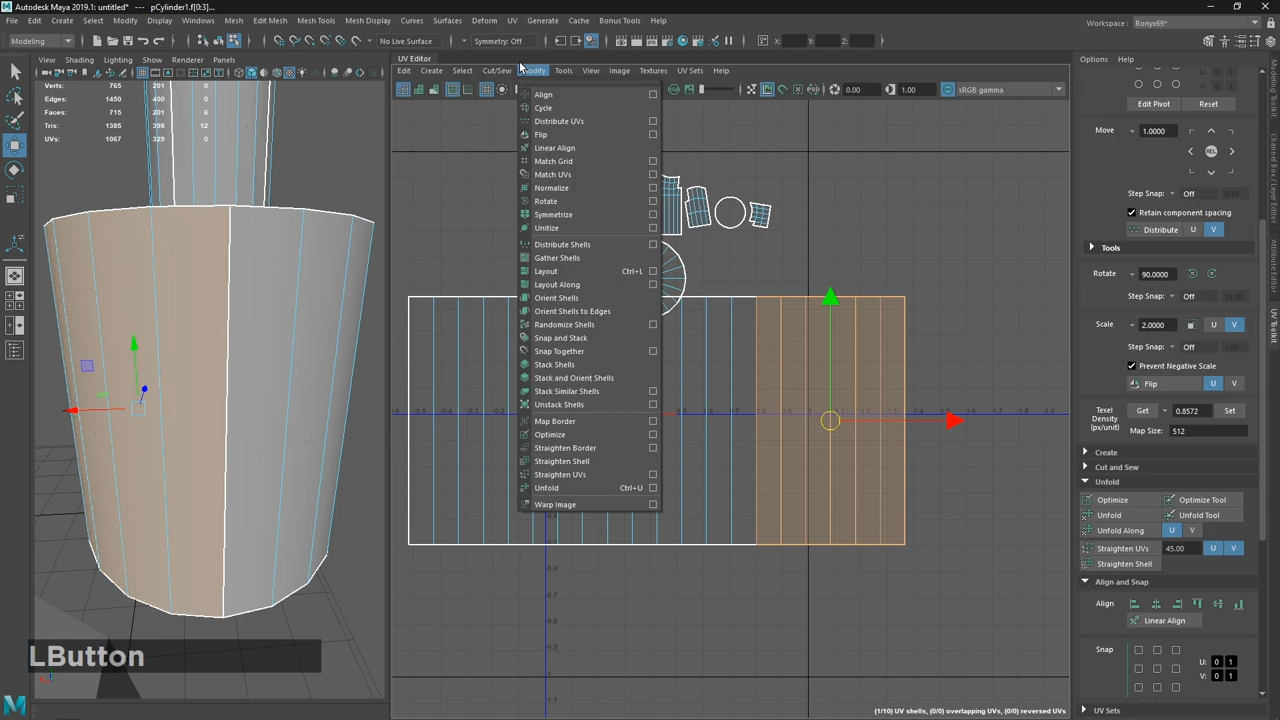 Autodesk Maya 2019.1: untitled* --- pCylinder1.f[0:3]...
File Edit Create Select Modify Display Windows Mesh Edit Mesh Mesh Tools Mesh Display Curves Surfaces Deform UV Generate Cache Bonus Tools Help
Workspace : Ronyx69*
Modeling
No Live Surface
Symmetry: Off
X:
Y:
Z:
View Shading Lighting Show Renderer Panels
UV Editor
Options Help
Edit Create Select Cut/Sew Modify Tools View Image Textures UV Sets Help
0.00
1.00
sRGB gamma
Verts: 765 201 0
Edges: 1450 400 0
Faces: 715 201 6
Tris: 1385 398 12
UVs: 1067 329 0
Align
Cycle
Distribute UVs
Flip
Linear Align
Match Grid
Match UVs
Normalize
Rotate
Symmetrize
Unitize
Distribute Shells
Gather Shells
Layout Ctrl+L
Layout Along
Orient Shells
Orient Shells to Edges
Randomize Shells
Snap and Stack
Snap Together
Stack Shells
Stack and Orient Shells
Stack Similar Shells
Unstack Shells
Map Border
Optimize
Straighten Border
Straighten Shell
Straighten UVs
Unfold Ctrl+U
Warp Image
Edit Pivot Reset
Move 1.0000
REL
Step Snap: Off
Retain component spacing
Distribute U V
Tools
Rotate 90.0000
Step Snap: Off
Scale 2.0000 U V
Step Snap: Off
Prevent Negative Scale
Flip U V
Texel Density (px/unit) Get 0.8572 Set
Map Size: 512
Create
Cut and Sew
Unfold
Optimize Optimize Tool
Unfold Unfold Tool
Unfold Along U V
Straighten UVs 45.00 U V
Straighten Shell
Align and Snap
Align
Linear Align
Snap
U: 0 1
V: 0 1
UV Sets
Channel Box / Layer Editor
UV Toolkit
LButton
(1/10) UV shells, (0/0) overlapping UVs, (0/0) reversed UVs